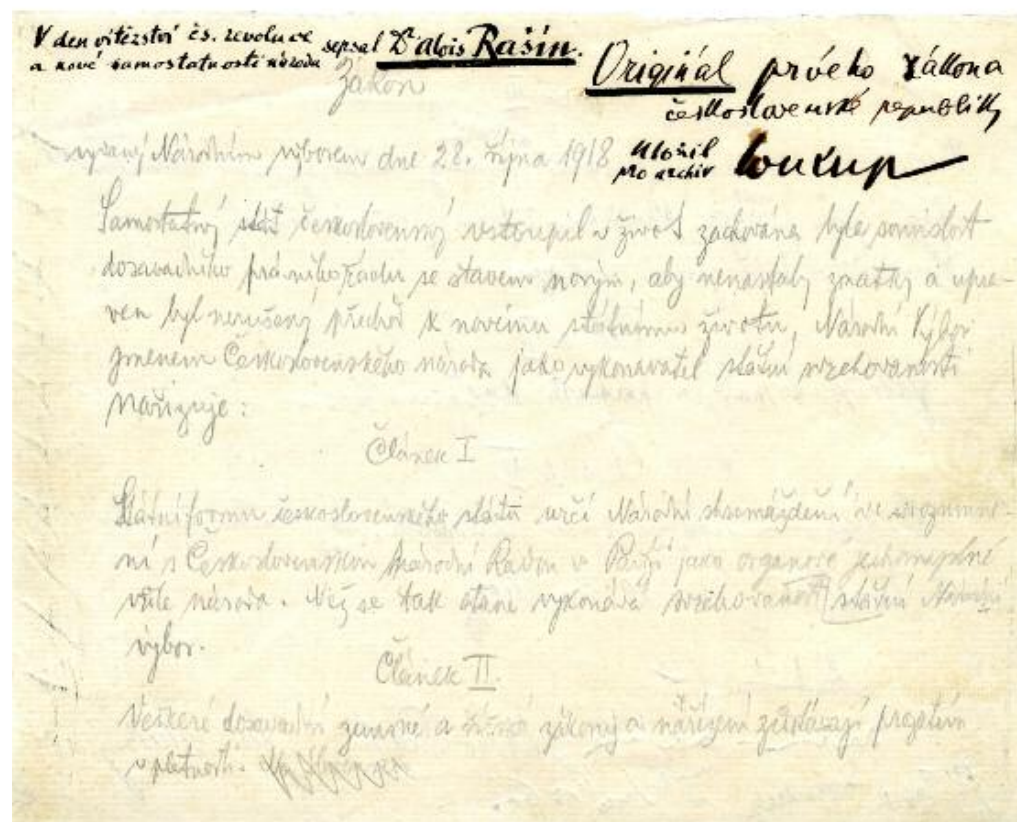 V den vítězství čs. revoluce sepsal Dr Alois Rašín.
a nové samostatnosti národa
Originál prvého zákona
československé republiky
Uložil
pro archiv Soukup
Zákon
vydaný Národním výborem dne 28. října 1918
Samostatný stát československý vstoupil v život zachována byla souvislost
dosavadního právního řádu se stavem novým, aby nenastaly zmatky a upra-
ven byl nerušený přechod k novému státnímu životu, Národní Výbor
jmenem Československého národa jako vykonavatel státní svrchovanosti
nařizuje:
Článek I
Státní formu československého státu určí Národní shromáždění ve srozumě-
ní s Československou Národní Radou v Paříži jako orgánové jednomyslné
vůle národa. Než se tak stane vykonává svrchovanost státní Národní
výbor.
Článek II.
Veškeré dosavadní zemské a říšské zákony a nařízení zůstávají prozatím
v platnosti.